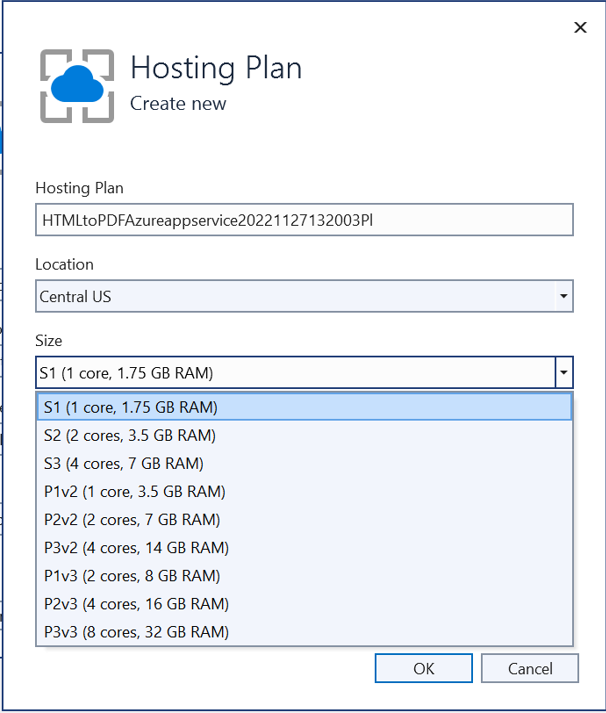 Hosting Plan
Create new
Hosting Plan
HTMLtoPDFAzureappservice20221127132003Pl
Location
Central US
Size
S1 (1 core, 1.75 GB RAM)
S1 (1 core, 1.75 GB RAM)
S2 (2 cores, 3.5 GB RAM)
S3 (4 cores, 7 GB RAM)
P1v2 (1 core, 3.5 GB RAM)
P2v2 (2 cores, 7 GB RAM)
P3v2 (4 cores, 14 GB RAM)
P1v3 (2 cores, 8 GB RAM)
P2v3 (4 cores, 16 GB RAM)
P3v3 (8 cores, 32 GB RAM)
OK Cancel